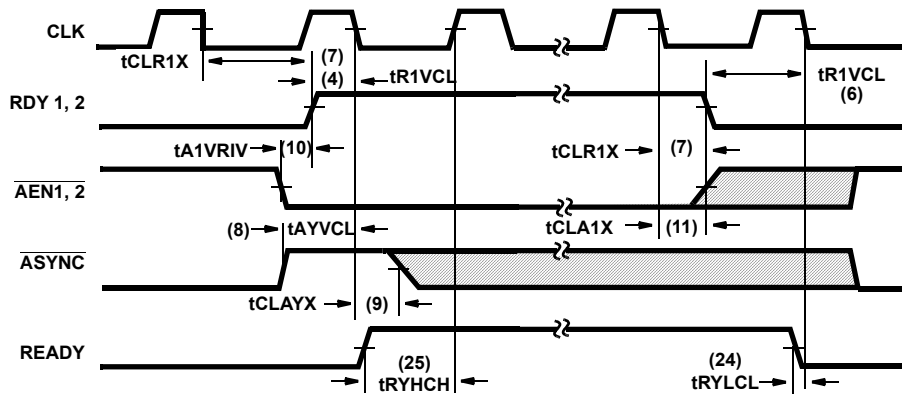 CLK
tCLR1X
(7)
(4)
tR1VCL
tR1VCL
(6)
RDY 1, 2
tA1VRIV
(10)
tCLR1X
(7)
AEN1, 2
(8)
tAYVCL
tCLA1X
(11)
ASYNC
tCLAYX
(9)
READY
(25)
tRYHCH
(24)
tRYLCL